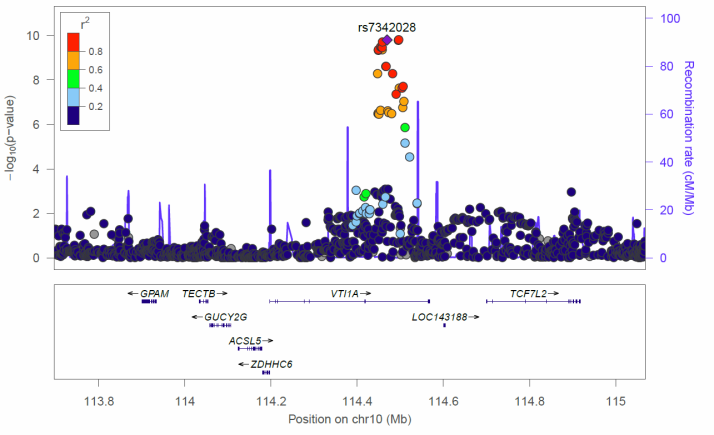 r²
0.8
0.6
0.4
0.2
rs7342028
10
8
6
4
2
0
−log10(p−value)
100
80
60
40
20
0
Recombination rate (cM/Mb)
←GPAM
TECTB→
VTI1A→
TCF7L2→
←GUCY2G
LOC143188→
ACSL5→
←ZDHHC6
113.8
114
114.2
114.4
114.6
114.8
115
Position on chr10 (Mb)